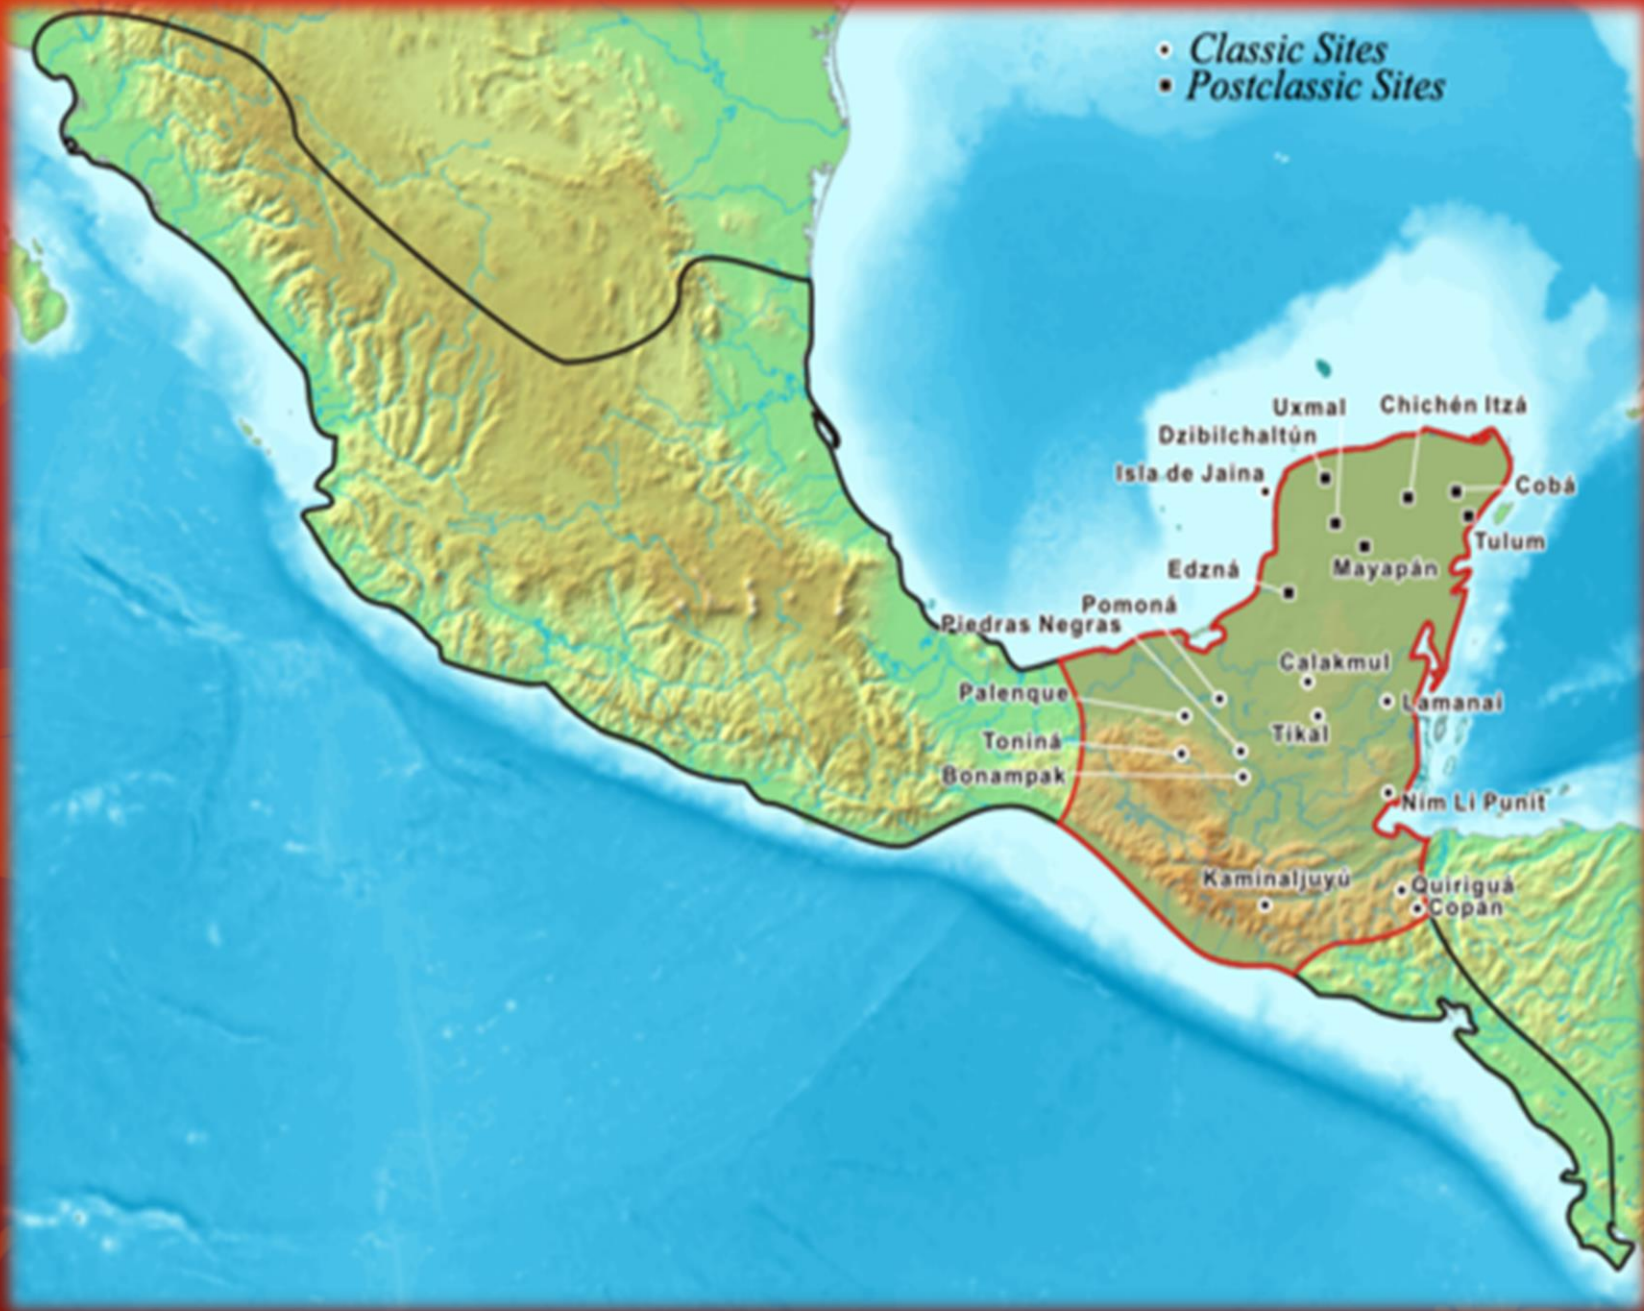 Classic Sites
Postclassic Sites
Uxmal
Chichén Itzá
Dzibilchaltún
Isla de Jaina
Cobá
Tulum
Mayapán
Edzná
Pomoná
Piedras Negras
Calakmul
Palenque
Lamanai
Tikal
Toniná
Bonampak
Nim Li Punit
Kaminaljuyú
Quiriguá
Copán